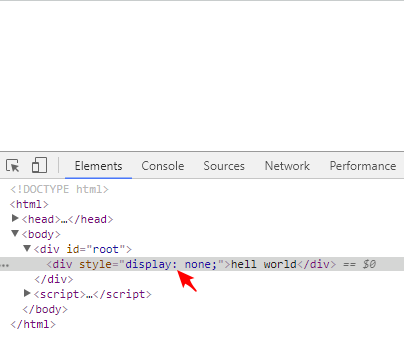 Elements Console Sources Network Performance
<!DOCTYPE html>
<html>
<head>…</head>
<body>
<div id="root">
<div style="display: none;">hell world</div> == $0
</div>
<script>…</script>
</body>
</html>